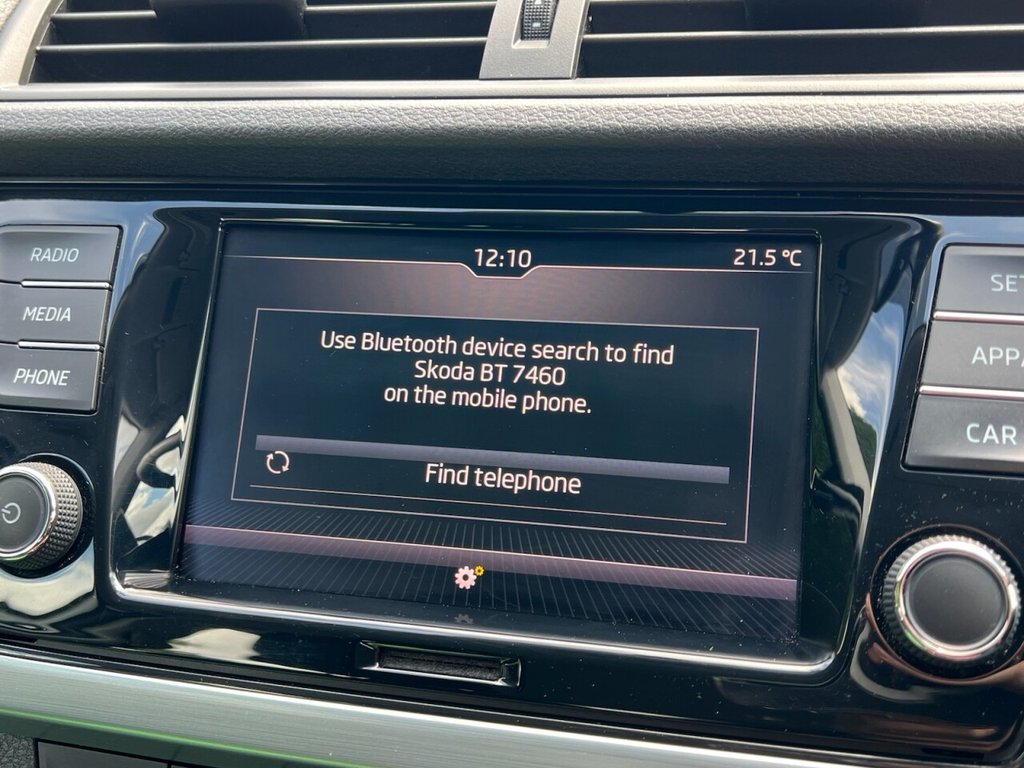 12:10
21.5 °C
RADIO
MEDIA
PHONE
Use Bluetooth device search to find
Skoda BT 7460
on the mobile phone.
Find telephone
CAR